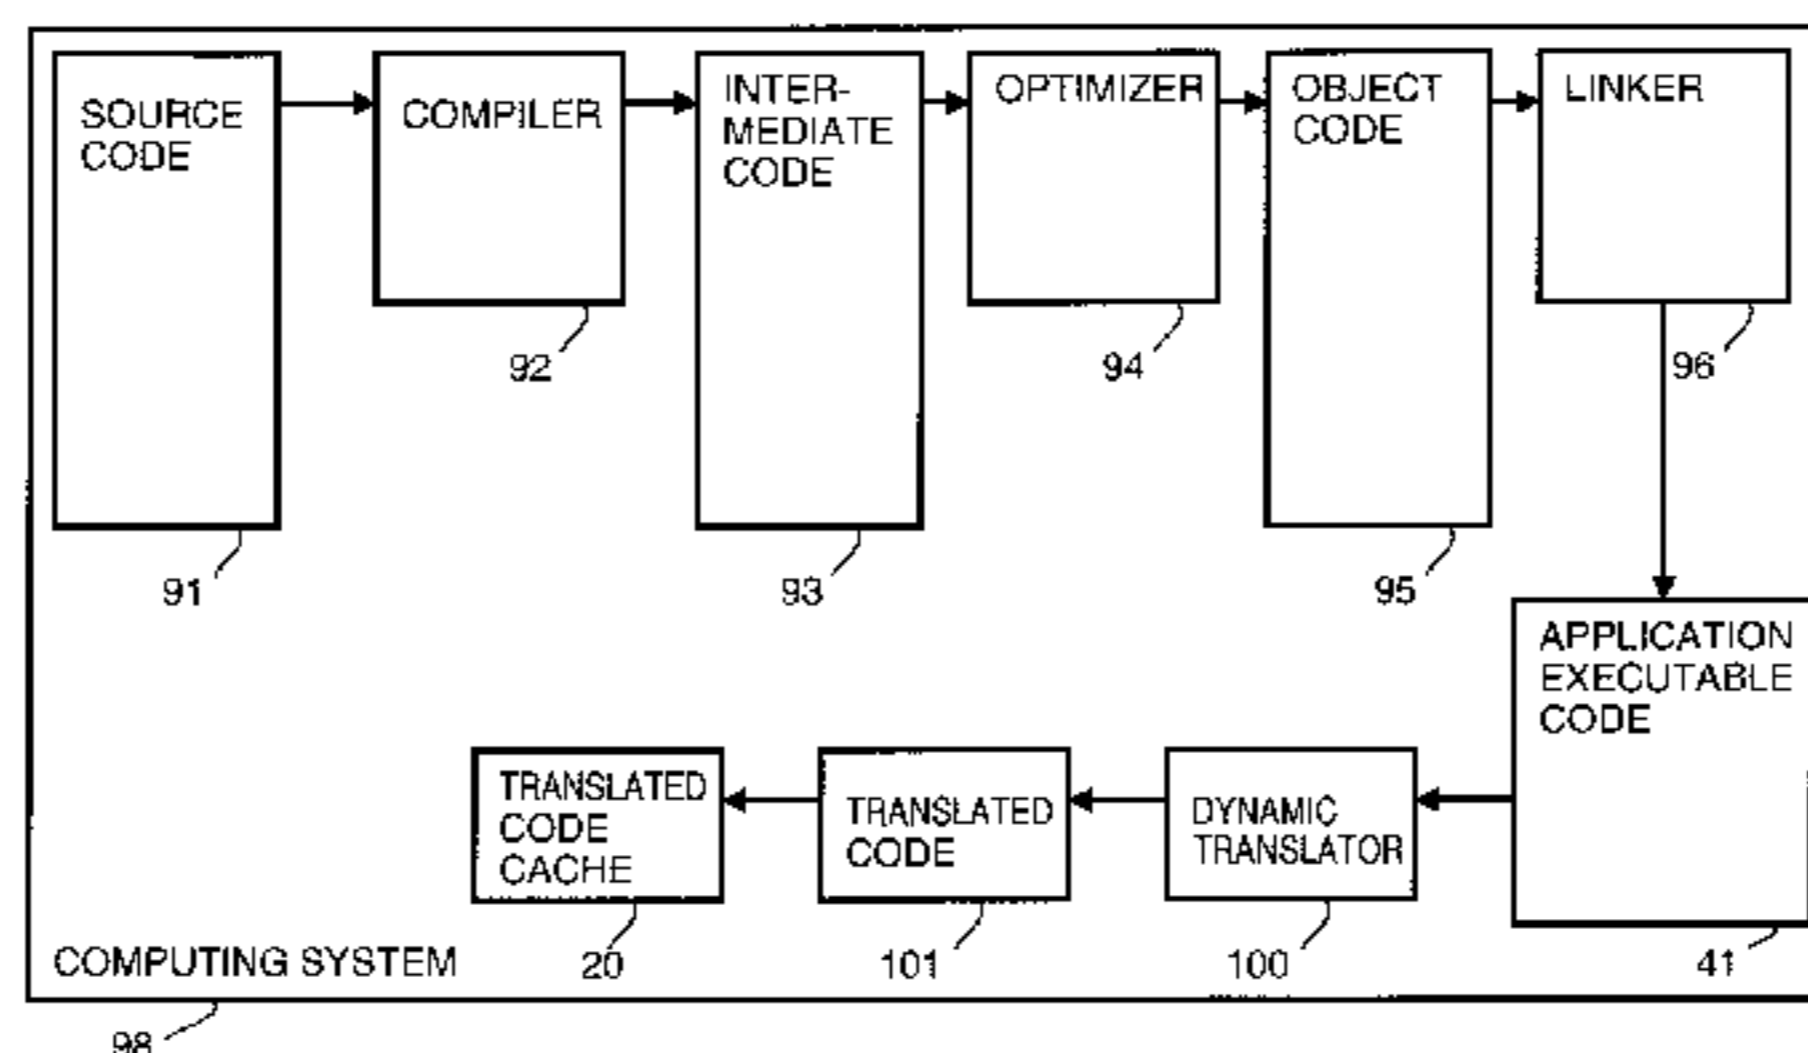 SOURCE
CODE
COMPILER
INTER-
MEDIATE
CODE
OPTIMIZER
OBJECT
CODE
LINKER
92
94
96
91
93
95
APPLICATION
EXECUTABLE
CODE
TRANSLATED
CODE
CACHE
TRANSLATED
CODE
DYNAMIC
TRANSLATOR
COMPUTING SYSTEM
20
101
100
41
98